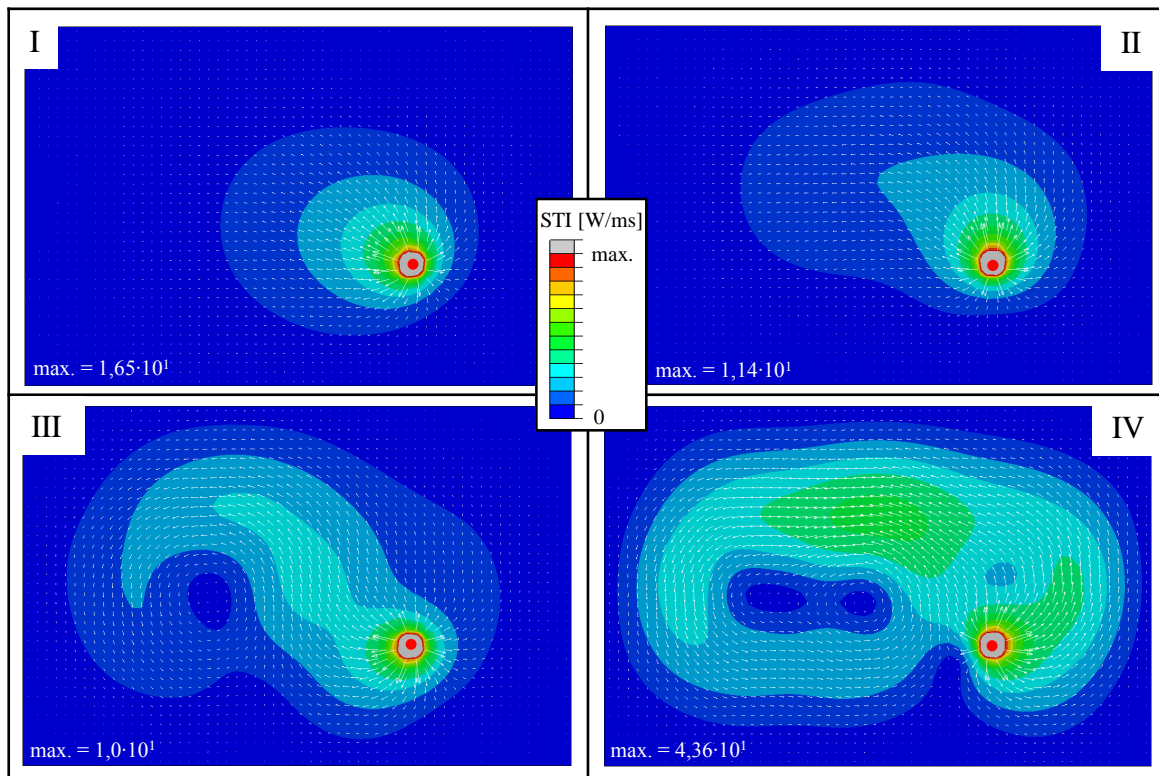 I
II
STI [W/ms]
max.
0
max. = 1,65·10¹
max. = 1,14·10¹
III
IV
max. = 1,0·10¹
max. = 4,36·10¹